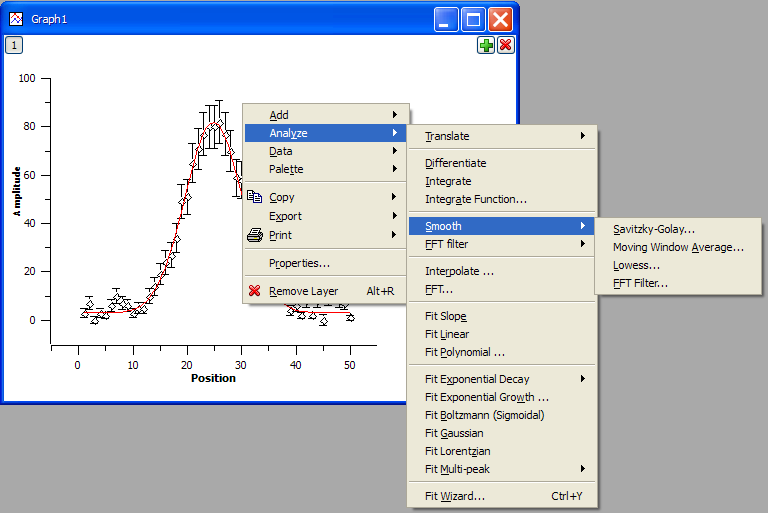 Graph1
1
100
80
60
40
20
0
Amplitude
0 10 20 30 40 50
Position
Add
Analyze
Data
Palette
Copy
Export
Print
Properties...
Remove Layer Alt+R
Translate
Differentiate
Integrate
Integrate Function...
Smooth
FFT filter
Interpolate ...
FFT...
Fit Slope
Fit Linear
Fit Polynomial ...
Fit Exponential Decay
Fit Exponential Growth ...
Fit Boltzmann (Sigmoidal)
Fit Gaussian
Fit Lorentzian
Fit Multi-peak
Fit Wizard... Ctrl+Y
Savitzky-Golay...
Moving Window Average...
Lowess...
FFT Filter...